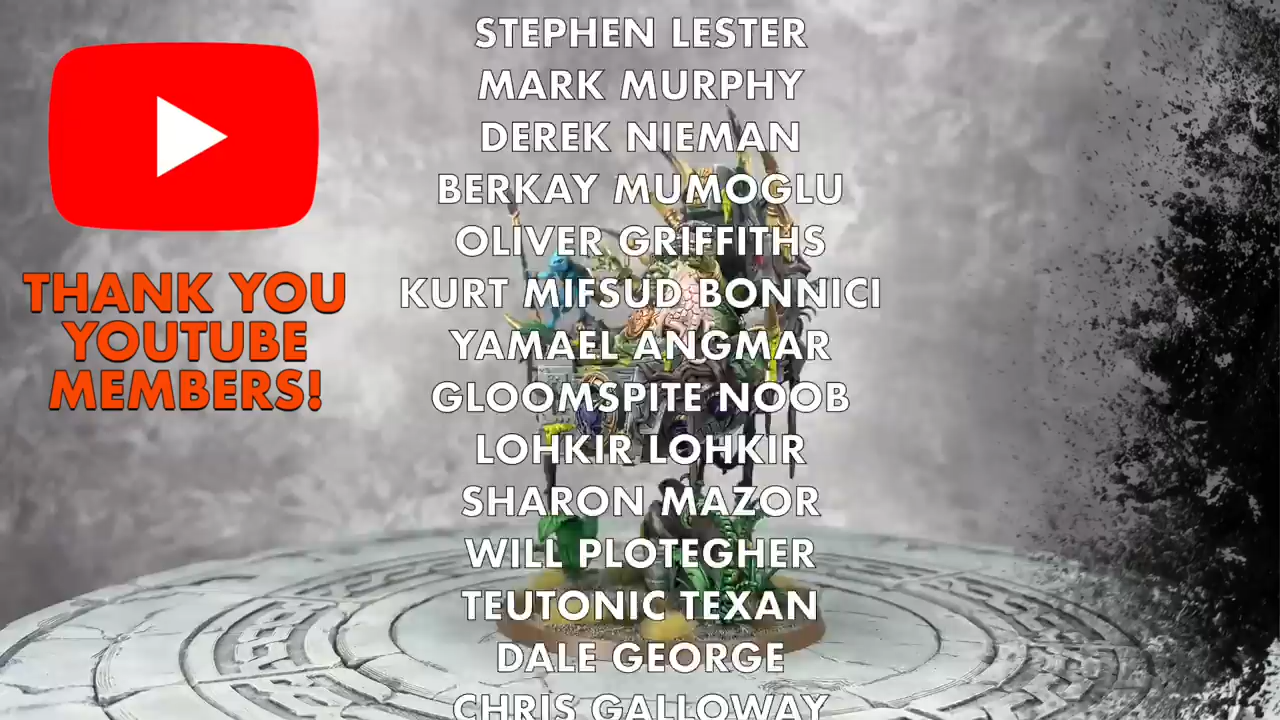 THANK YOU
YOUTUBE
MEMBERS!
STEPHEN LESTER
MARK MURPHY
DEREK NIEMAN
BERKAY MUMOGLU
OLIVER GRIFFITHS
KURT MIFSUD BONNICI
YAMAEL ANGMAR
GLOOMSPITE NOOB
LOHKIR LOHKIR
SHARON MAZOR
WILL PLOTEGHER
TEUTONIC TEXAN
DALE GEORGE
CHRIS GALLOWAY